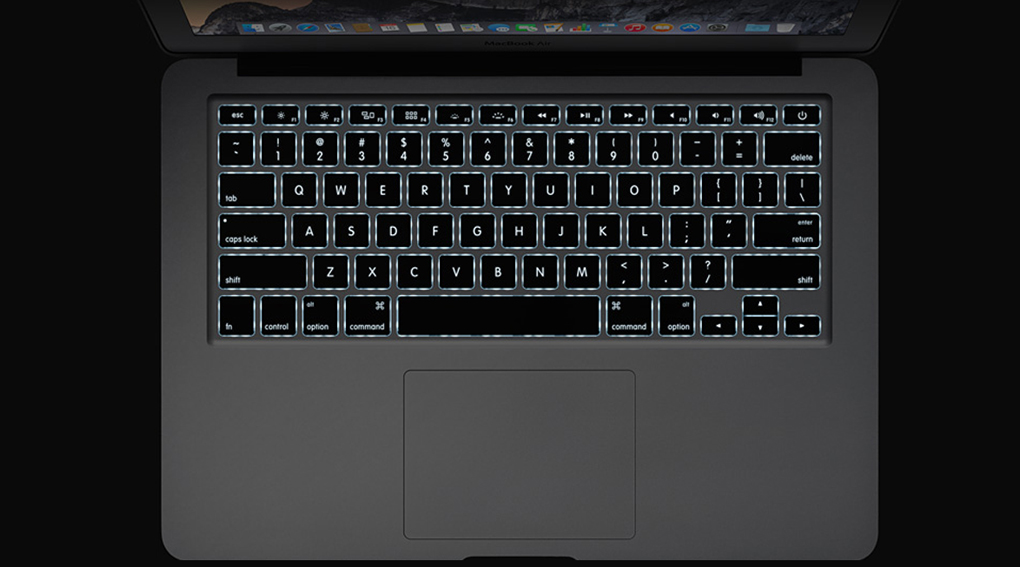 MacBook Air
esc F1 F2 F3 F4 F5 F6 F7 F8 F9 F10 F11 F12
~ ! @ # $ % ^ & * ( ) — +
` 1 2 3 4 5 6 7 8 9 0 - = delete
tab Q W E R T Y U I O P { } |
[ ] \
caps lock A S D F G H J K L : " enter
; ' return
shift Z X C V B N M < > ? shift
, . /
alt ⌘ ⌘ alt
fn control option command command option